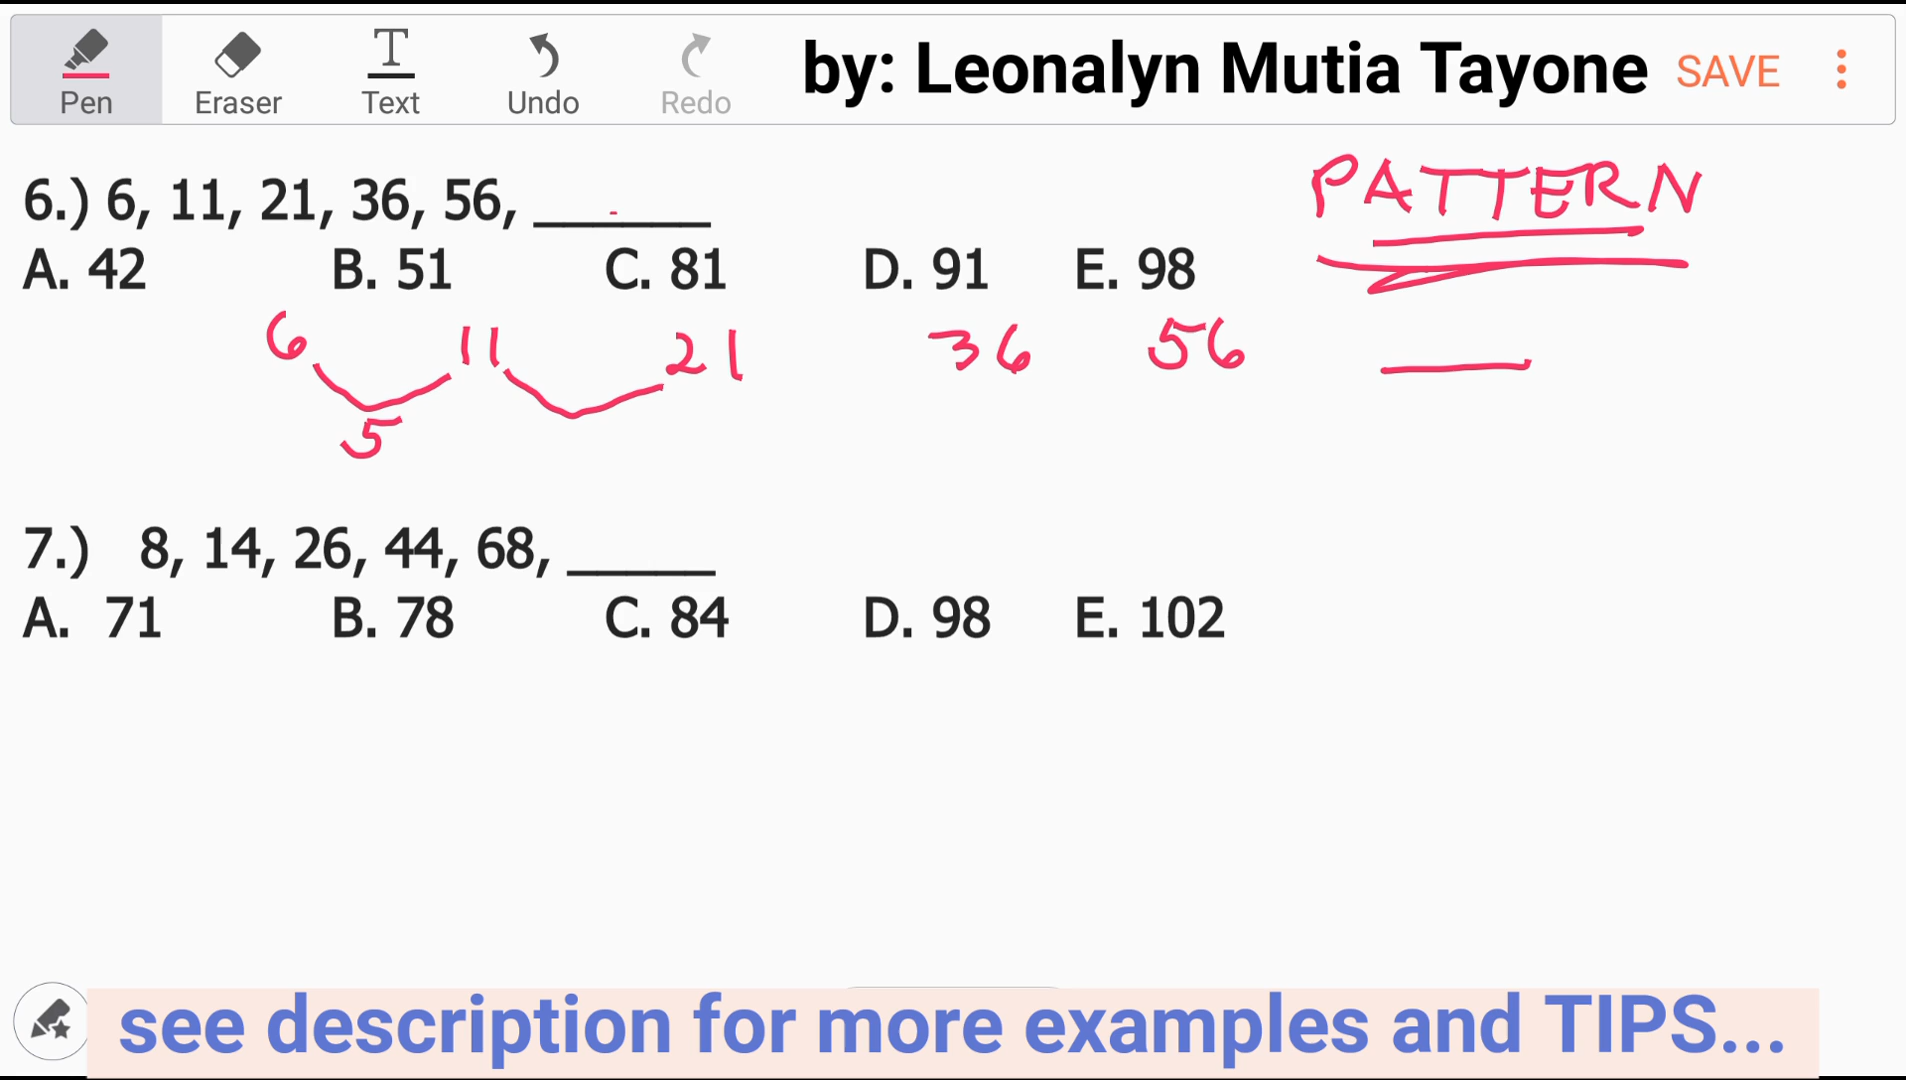 Pen Eraser Text Undo Redo by: Leonalyn Mutia Tayone SAVE
PATTERN
6.) 6, 11, 21, 36, 56, ______
A. 42 B. 51 C. 81 D. 91 E. 98
6 11 21 36 56 ___
5
7.) 8, 14, 26, 44, 68, _____
A. 71 B. 78 C. 84 D. 98 E. 102
see description for more examples and TIPS...